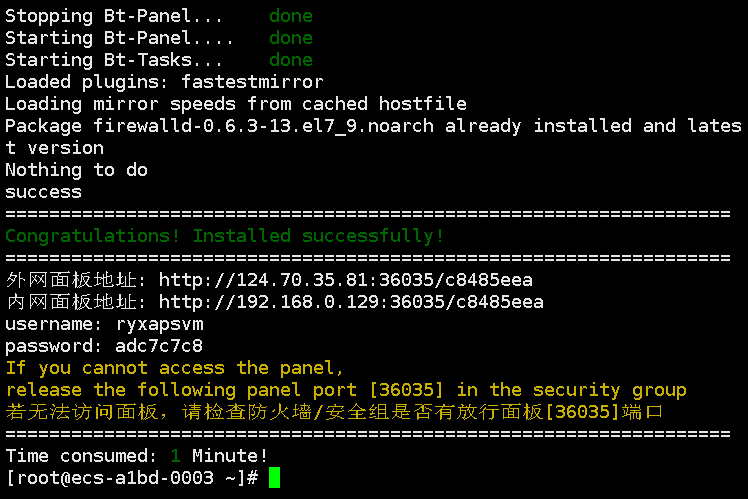 Stopping Bt-Panel... done
Starting Bt-Panel.... done
Starting Bt-Tasks... done
Loaded plugins: fastestmirror
Loading mirror speeds from cached hostfile
Package firewalld-0.6.3-13.el7_9.noarch already installed and lates
t version
Nothing to do
success
==================================================================
Congratulations! Installed successfully!
==================================================================
外网面板地址: http://124.70.35.81:36035/c8485eea
内网面板地址: http://192.168.0.129:36035/c8485eea
username: ryxapsvm
password: adc7c7c8
If you cannot access the panel,
release the following panel port [36035] in the security group
若无法访问面板，请检查防火墙/安全组是否有放行面板[36035]端口
==================================================================
Time consumed: 1 Minute!
[root@ecs-a1bd-0003 ~]#